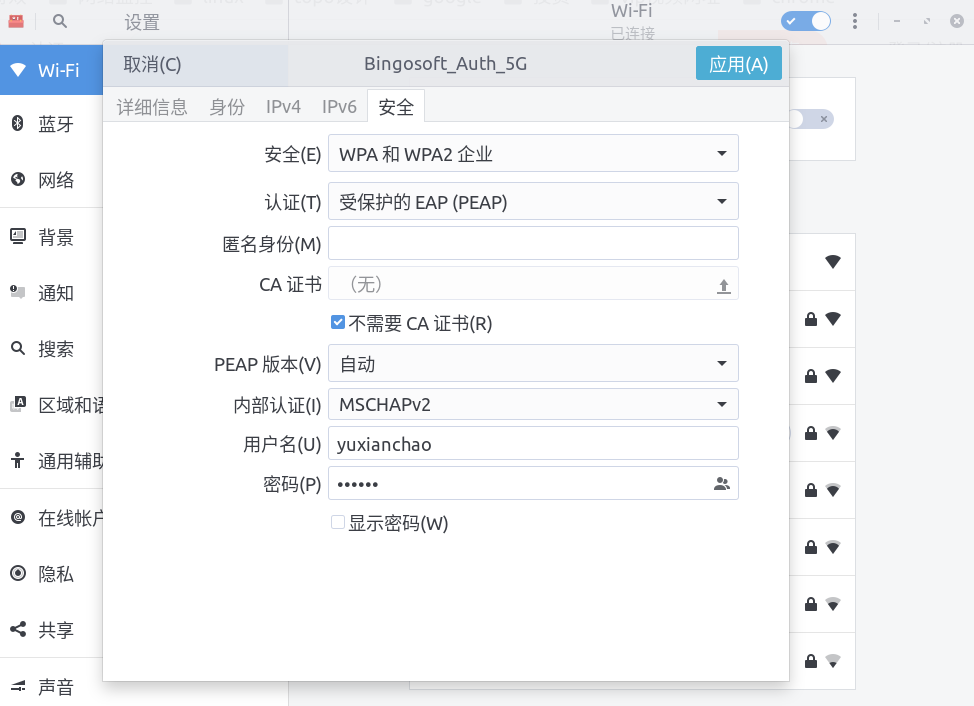 设置
Wi-Fi
已连接
取消(C)
Bingosoft_Auth_5G
应用(A)
详细信息 身份 IPv4 IPv6 安全
Wi-Fi
蓝牙
网络
背景
通知
搜索
区域和语
通用辅助
在线帐户
隐私
共享
声音
安全(E) WPA 和 WPA2 企业
认证(T) 受保护的 EAP (PEAP)
匿名身份(M)
CA 证书 （无）
不需要 CA 证书(R)
PEAP 版本(V) 自动
内部认证(I) MSCHAPv2
用户名(U) yuxianchao
密码(P) ••••••
显示密码(W)